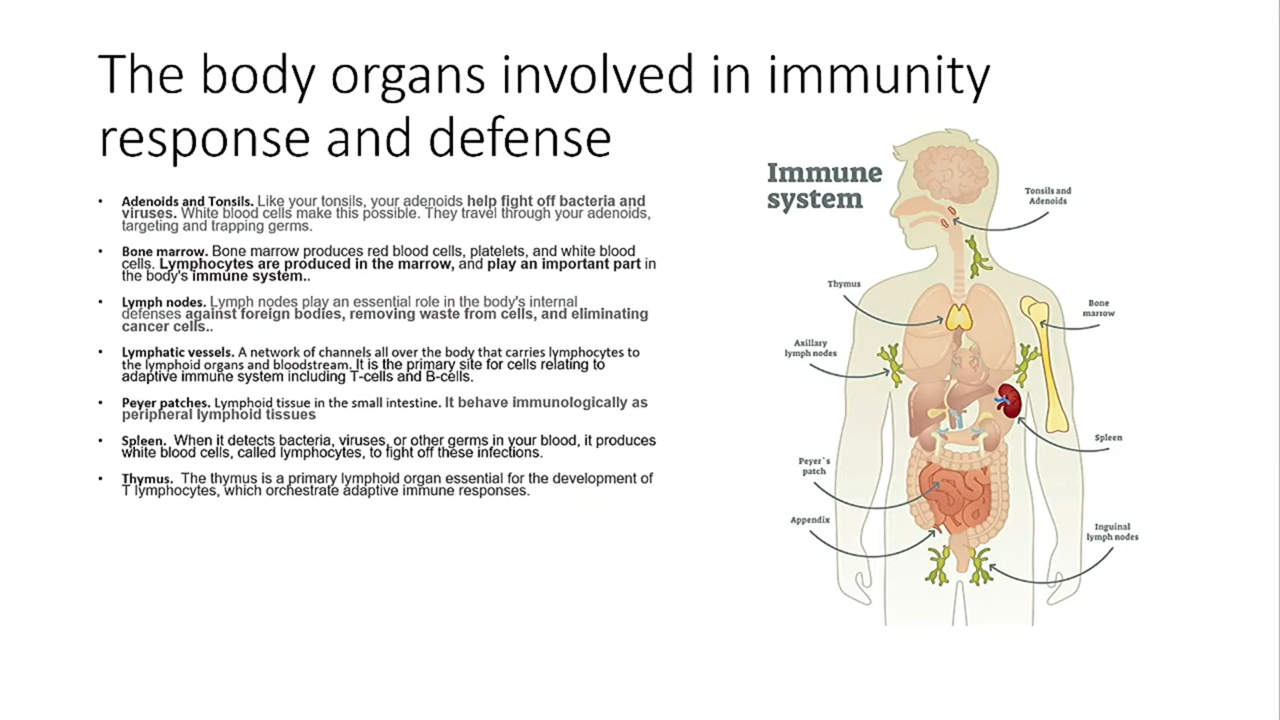 The body organs involved in immunity
response and defense
• Adenoids and Tonsils. Like your tonsils, your adenoids help fight off bacteria and
viruses. White blood cells make this possible. They travel through your adenoids,
targeting and trapping germs.
• Bone marrow. Bone marrow produces red blood cells, platelets, and white blood
cells. Lymphocytes are produced in the marrow, and play an important part in
the body's immune system..
• Lymph nodes. Lymph nodes play an essential role in the body's internal
defenses against foreign bodies, removing waste from cells, and eliminating
cancer cells..
• Lymphatic vessels. A network of channels all over the body that carries lymphocytes to
the lymphoid organs and bloodstream. It is the primary site for cells relating to
adaptive immune system including T-cells and B-cells.
• Peyer patches. Lymphoid tissue in the small intestine. It behave immunologically as
peripheral lymphoid tissues
• Spleen. When it detects bacteria, viruses, or other germs in your blood, it produces
white blood cells, called lymphocytes, to fight off these infections.
• Thymus. The thymus is a primary lymphoid organ essential for the development of
T lymphocytes, which orchestrate adaptive immune responses.
Immune
system
Tonsils and
Adenoids
Thymus
Bone
marrow
Axillary
lymph nodes
Spleen
Peyer`s
patch
Appendix
Inguinal
lymph nodes